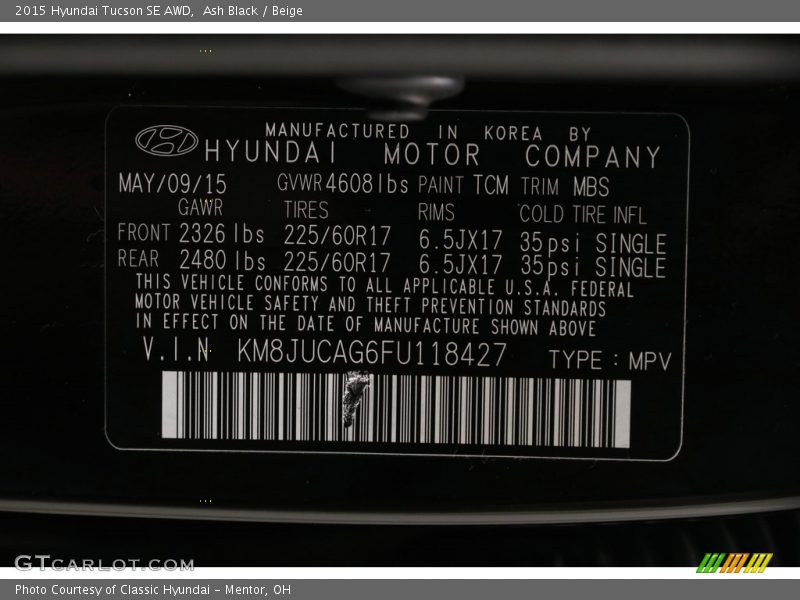 2015 Hyundai Tucson SE AWD,  Ash Black / Beige
MANUFACTURED IN KOREA BY
HYUNDAI MOTOR COMPANY
MAY/09/15 GVWR 4608lbs PAINT TCM TRIM MBS
GAWR TIRES RIMS COLD TIRE INFL
FRONT 2326 lbs 225/60R17 6.5JX17 35psi SINGLE
REAR 2480 lbs 225/60R17 6.5JX17 35psi SINGLE
THIS VEHICLE CONFORMS TO ALL APPLICABLE U.S.A. FEDERAL
MOTOR VEHICLE SAFETY AND THEFT PREVENTION STANDARDS
IN EFFECT ON THE DATE OF MANUFACTURE SHOWN ABOVE
V.I.N KM8JUCAG6FU118427 TYPE : MPV
GTCARLOT.COM
Photo Courtesy of Classic Hyundai - Mentor, OH